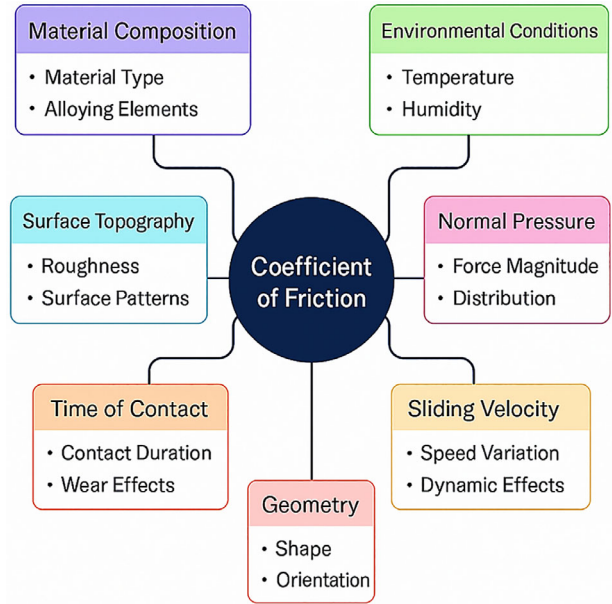 Material Composition
• Material Type
• Alloying Elements
Environmental Conditions
• Temperature
• Humidity
Surface Topography
• Roughness
• Surface Patterns
Coefficient
of Friction
Normal Pressure
• Force Magnitude
• Distribution
Time of Contact
• Contact Duration
• Wear Effects
Sliding Velocity
• Speed Variation
• Dynamic Effects
Geometry
• Shape
• Orientation